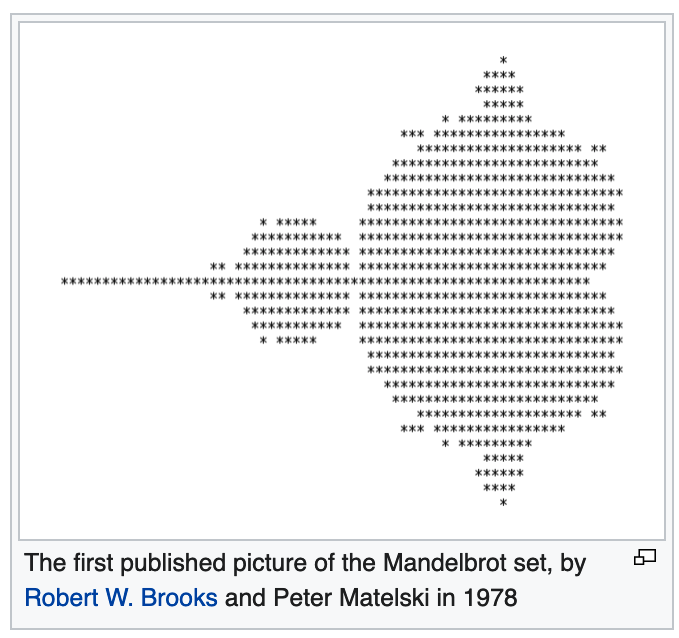 The first published picture of the Mandelbrot set, by
Robert W. Brooks and Peter Matelski in 1978